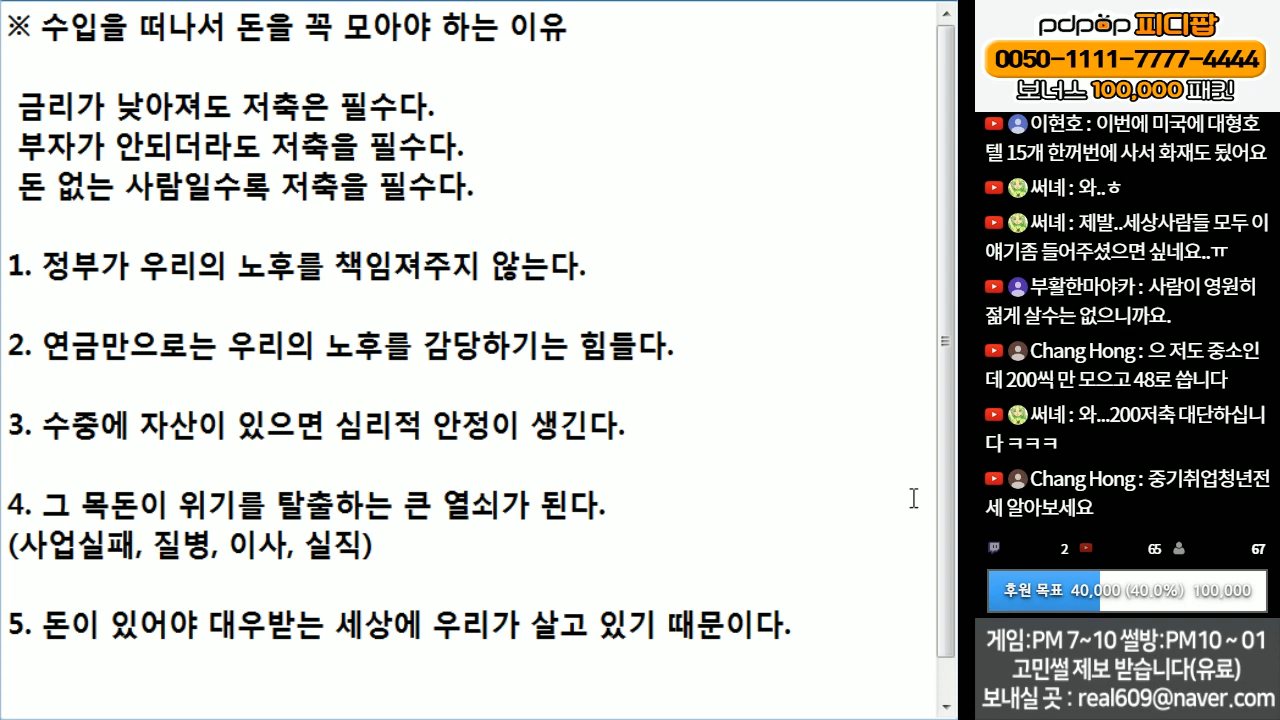 ※ 수입을 떠나서 돈을 꼭 모아야 하는 이유
금리가 낮아져도 저축은 필수다.
부자가 안되더라도 저축을 필수다.
돈 없는 사람일수록 저축을 필수다.
1. 정부가 우리의 노후를 책임져주지 않는다.
2. 연금만으로는 우리의 노후를 감당하기는 힘들다.
3. 수중에 자산이 있으면 심리적 안정이 생긴다.
4. 그 목돈이 위기를 탈출하는 큰 열쇠가 된다.
(사업실패, 질병, 이사, 실직)
5. 돈이 있어야 대우받는 세상에 우리가 살고 있기 때문이다.
pdpop 피디팝
0050-1111-7777-4444
보너스 100,000 패킷
이현호 : 이번에 미국에 대형호
텔 15개 한꺼번에 사서 화재도 됬어요
써녜 : 와..ㅎ
써녜 : 제발..세상사람들 모두 이
얘기좀 들어주셨으면 싶네요..ㅠ
부활한마야카 : 사람이 영원히
젊게 살수는 없으니까요.
Chang Hong : 으 저도 중소인
데 200씩 만 모으고 48로 씁니다
써녜 : 와...200저축 대단하십니
다 ㅋㅋㅋ
Chang Hong : 중기취업청년전
세 알아보세요
2 65 67
후원 목표 40,000 (40.0%) 100,000
게임:PM 7~10 썰방:PM10 ~ 01
고민썰 제보 받습니다(유료)
보내실 곳 : real609@naver.com